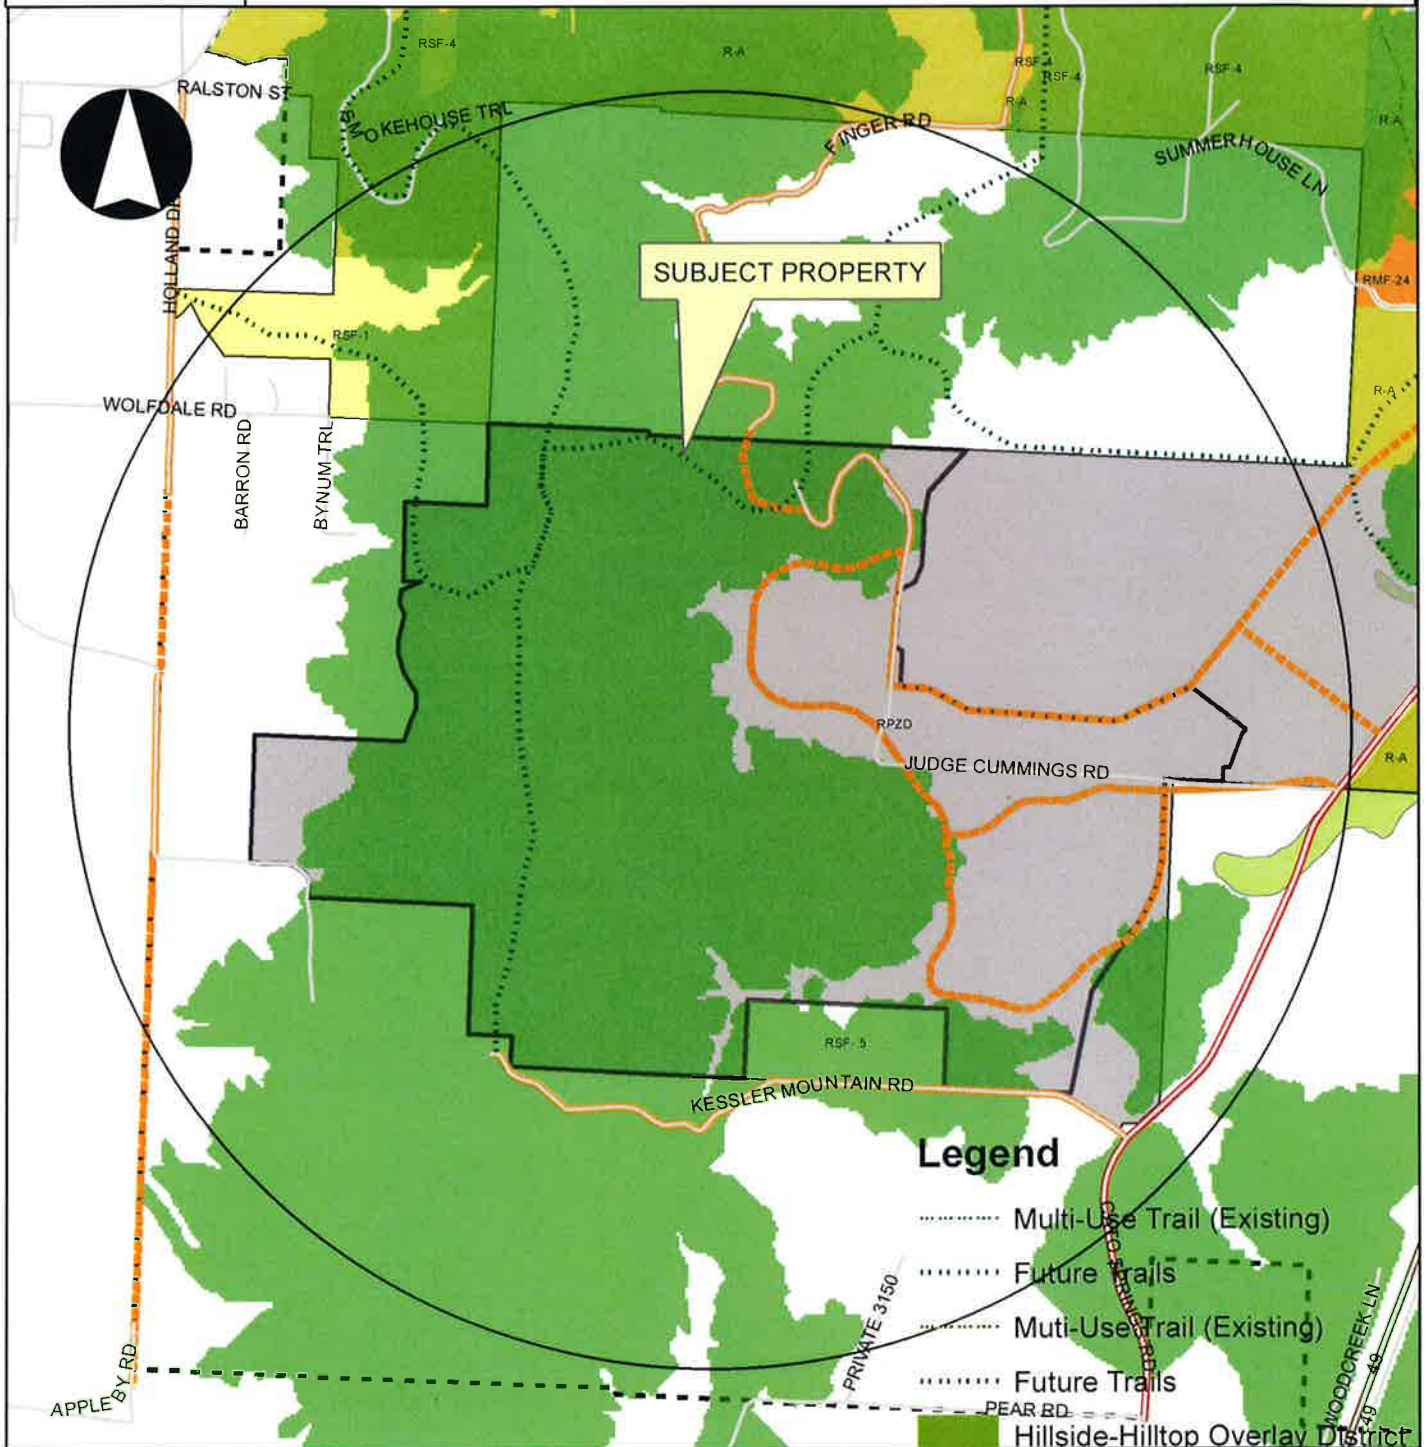 RSF-4
R-A
RSF-4
RSF-4
RSF-4
RALSTON ST
R-A
R-A
SMOKEHOUSE TRL
FINGER RD
SUMMERHOUSE LN
HOLLAND DR
SUBJECT PROPERTY
RMF-24
RSF-1
R-A
WOLFDALE RD
BARRON RD
BYNUM TRL
RPZD
JUDGE CUMMINGS RD
R-A
RSF-5
KESSLER MOUNTAIN RD
Legend
Multi-Use Trail (Existing)
Future Trails
Muti-Use Trail (Existing)
Future Trails
Hillside-Hilltop Overlay District
SPRINGS RD
PRIVATE 3150
WOODCREEK LN
49
49
APPLEBY RD
PEAR RD